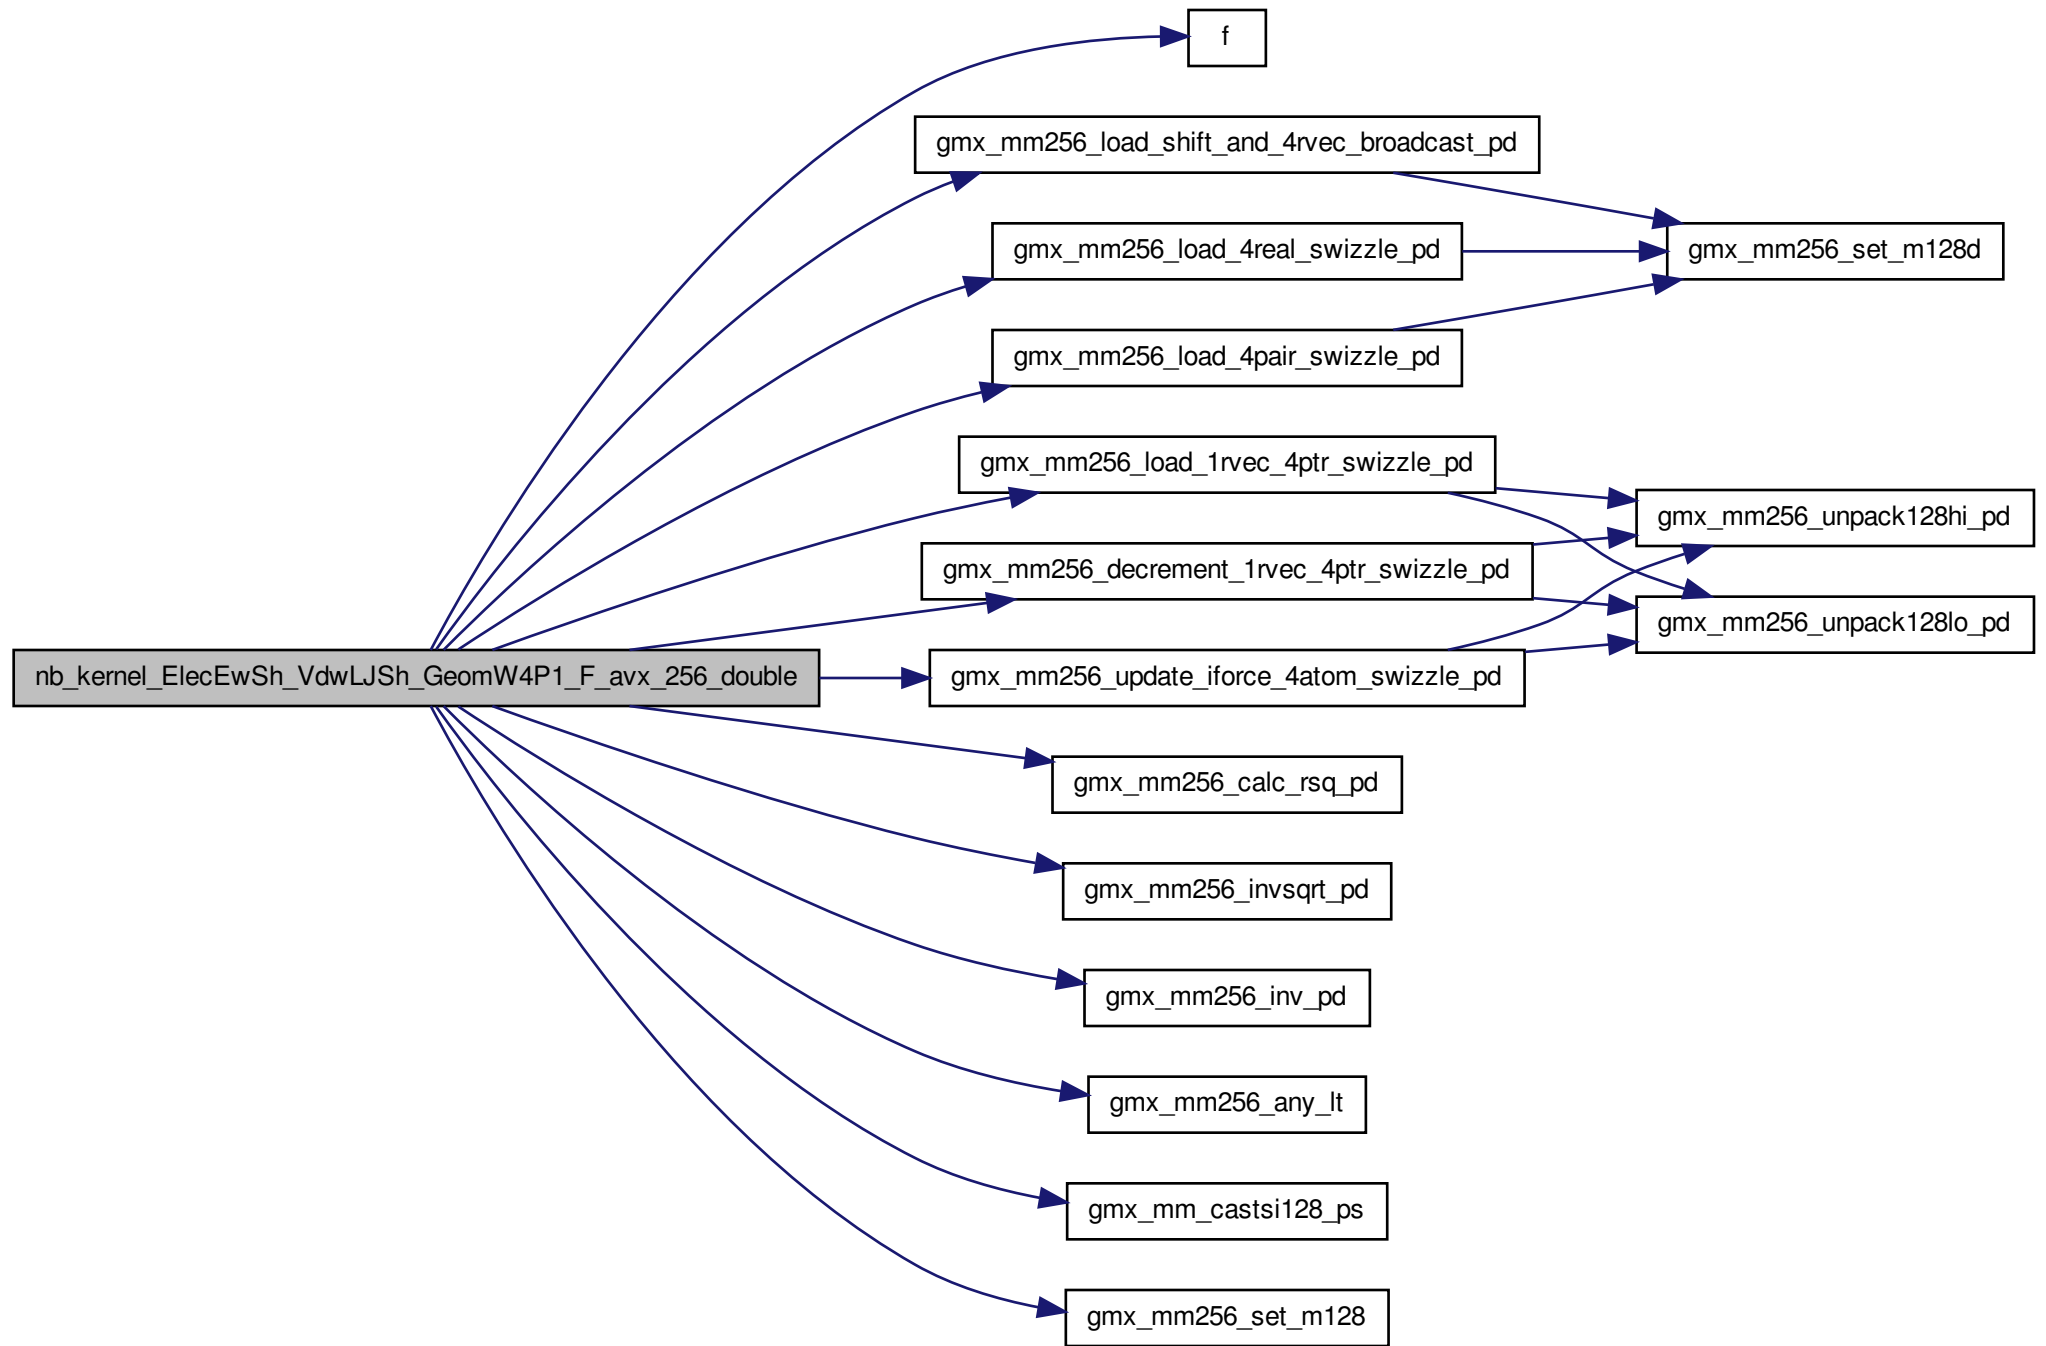 f
gmx_mm256_load_shift_and_4rvec_broadcast_pd
gmx_mm256_load_4real_swizzle_pd
gmx_mm256_set_m128d
gmx_mm256_load_4pair_swizzle_pd
gmx_mm256_load_1rvec_4ptr_swizzle_pd
gmx_mm256_unpack128hi_pd
gmx_mm256_decrement_1rvec_4ptr_swizzle_pd
gmx_mm256_unpack128lo_pd
nb_kernel_ElecEwSh_VdwLJSh_GeomW4P1_F_avx_256_double
gmx_mm256_update_iforce_4atom_swizzle_pd
gmx_mm256_calc_rsq_pd
gmx_mm256_invsqrt_pd
gmx_mm256_inv_pd
gmx_mm256_any_lt
gmx_mm_castsi128_ps
gmx_mm256_set_m128